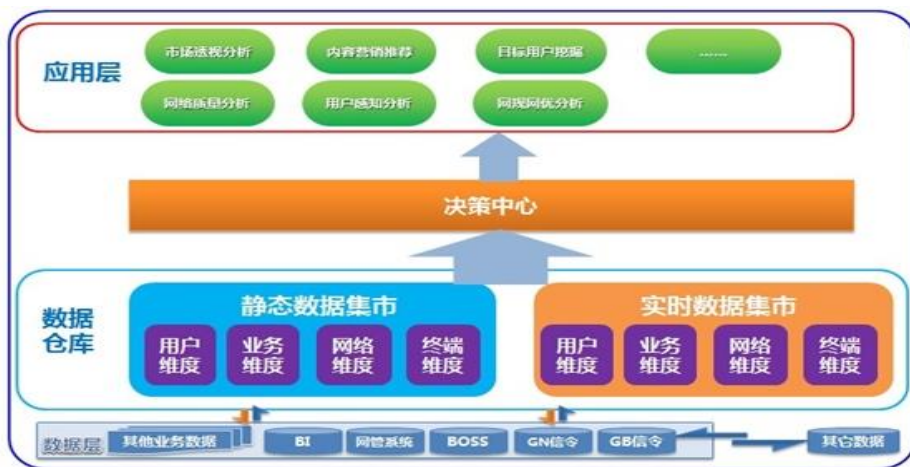 应用层
市场透视分析
内容营销推荐
目标用户挖掘
……
网络质量分析
用户感知分析
网规网优分析
决策中心
数据
仓库
静态数据集市
用户
维度
业务
维度
网络
维度
终端
维度
实时数据集市
用户
维度
业务
维度
网络
维度
终端
维度
数据层
其他业务数据
BI
网管系统
BOSS
GN信令
GB信令
其它数据